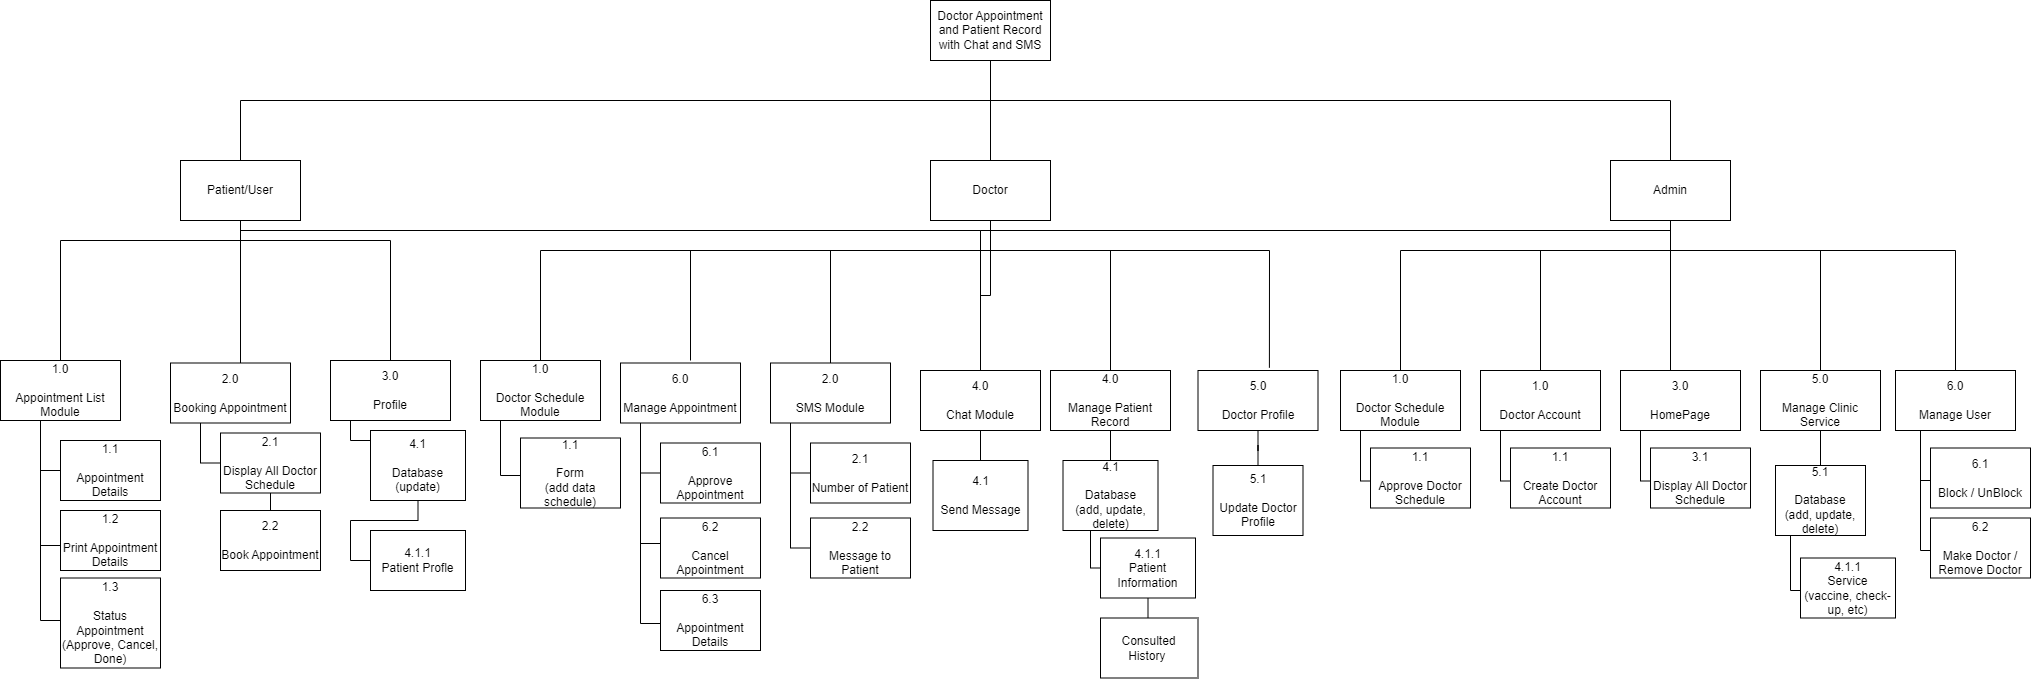 Doctor Appointment
and Patient Record
with Chat and SMS
Patient/User
Doctor
Admin
1.0
Appointment List
Module
2.0
Booking Appointment
3.0
Profile
1.0
Doctor Schedule
Module
6.0
Manage Appointment
2.0
SMS Module
4.0
Chat Module
4.0
Manage Patient
Record
5.0
Doctor Profile
1.0
Doctor Schedule
Module
1.0
Doctor Account
3.0
HomePage
5.0
Manage Clinic
Service
6.0
Manage User
1.1
Appointment
Details
1.2
Print Appointment
Details
1.3
Status
Appointment
(Approve, Cancel,
Done)
2.1
Display All Doctor
Schedule
2.2
Book Appointment
4.1
Database
(update)
4.1.1
Patient Profle
1.1
Form
(add data
schedule)
6.1
Approve
Appointment
6.2
Cancel
Appointment
6.3
Appointment
Details
2.1
Number of Patient
2.2
Message to
Patient
4.1
Send Message
4.1
Database
(add, update,
delete)
4.1.1
Patient
Information
Consulted
History
5.1
Update Doctor
Profile
1.1
Approve Doctor
Schedule
1.1
Create Doctor
Account
3.1
Display All Doctor
Schedule
5.1
Database
(add, update,
delete)
4.1.1
Service
(vaccine, check-
up, etc)
6.1
Block / UnBlock
6.2
Make Doctor /
Remove Doctor